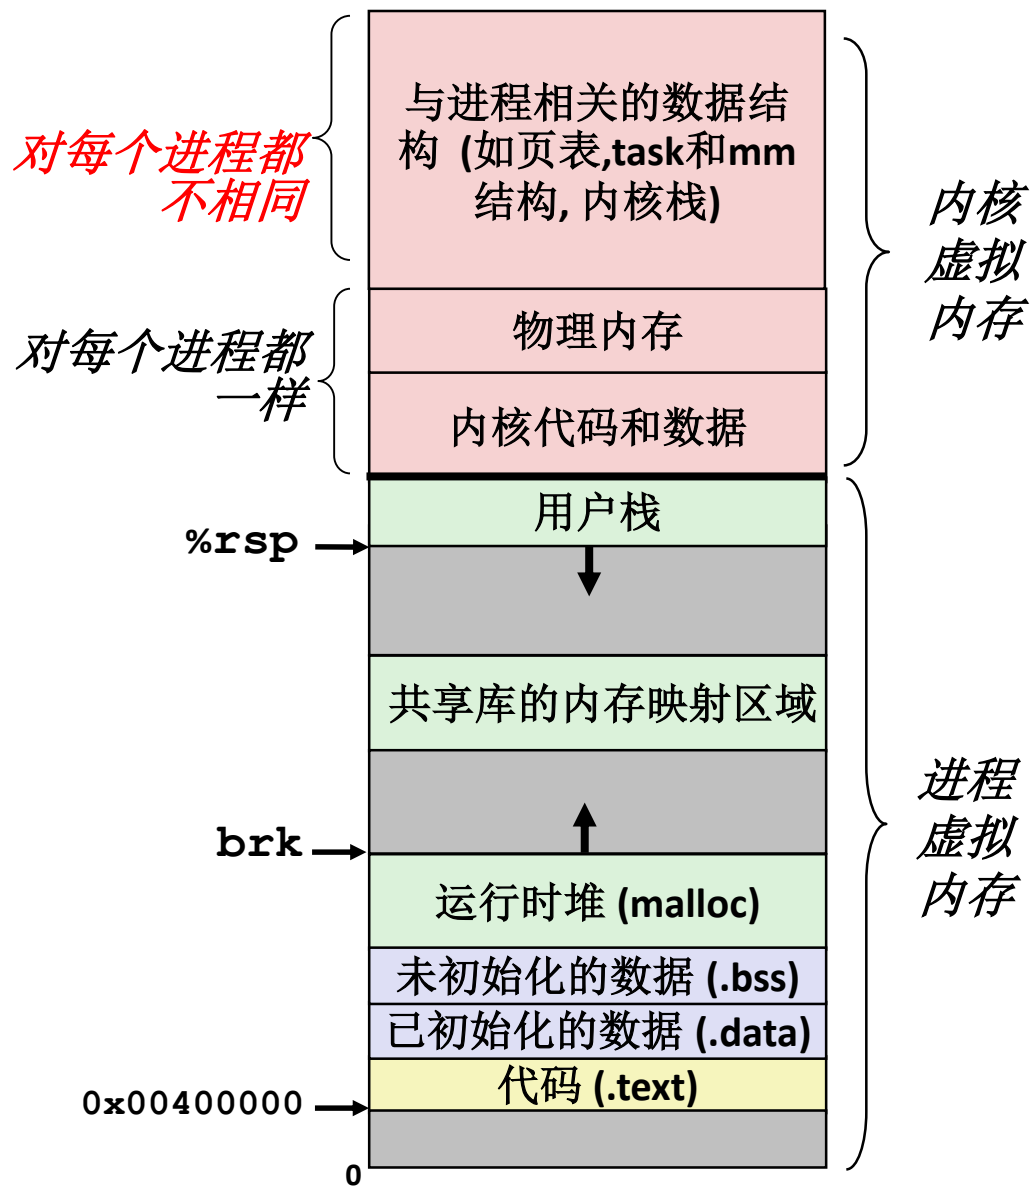 与进程相关的数据结
构 (如页表,task和mm
结构, 内核栈)
对每个进程都
不相同
内核
虚拟
内存
物理内存
对每个进程都
一样
内核代码和数据
用户栈
%rsp
共享库的内存映射区域
进程
虚拟
内存
brk
运行时堆 (malloc)
未初始化的数据 (.bss)
已初始化的数据 (.data)
代码 (.text)
0x00400000
0